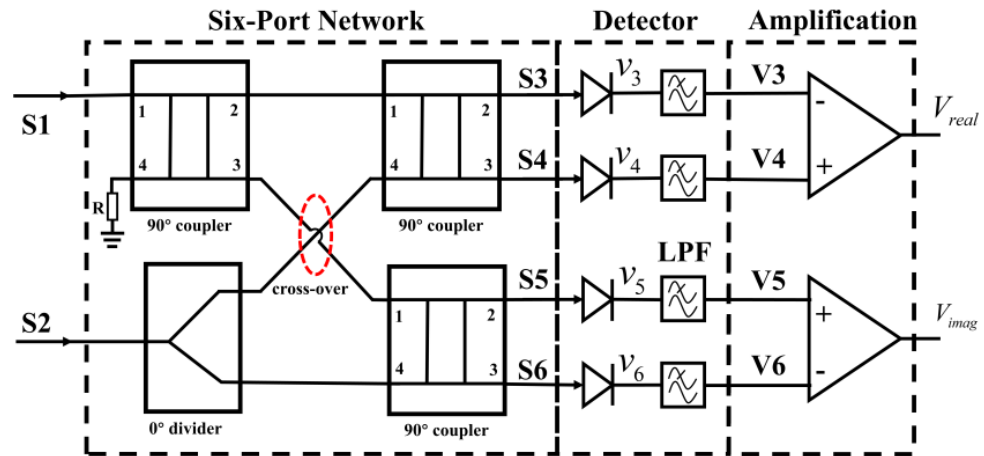 Six-Port Network
Detector
Amplification
S1
1 2
4 3
R
90° coupler
1 2
4 3
90° coupler
S3
S4
v3
v4
V3
V4
-
+
Vreal
cross-over
S2
0° divider
1 2
4 3
90° coupler
S5
S6
v5
v6
LPF
V5
V6
+
-
Vimag